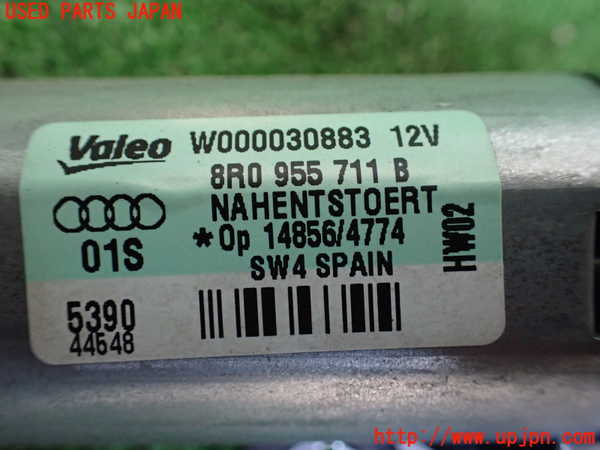 USED PARTS JAPAN
Valeo W000030883 12V
8R0 955 711 B
NAHENTSTOERT
*Op 14856/4774
01S
SW4 SPAIN
HW02
5390
44648
http://www.upjpn.com/